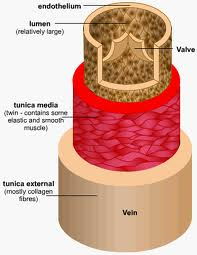 endothelium
lumen
(relatively large)
Valve
tunica media
(twin - contains some
elastic and smooth
muscle)
tunica external
(mostly collagen
fibres)
Vein